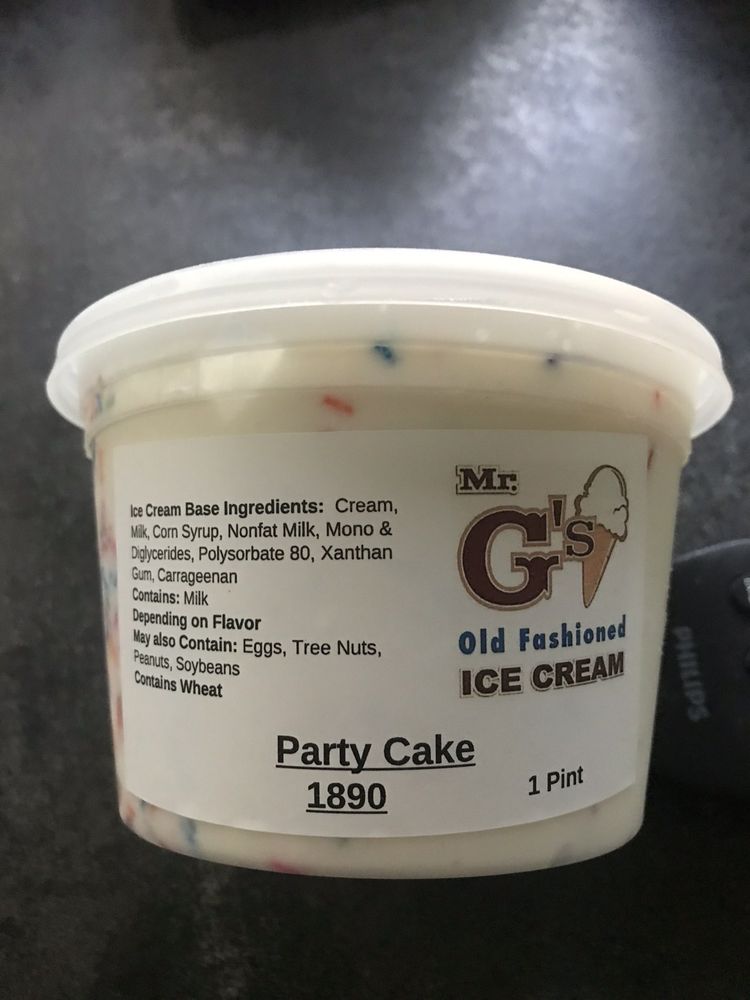 Ice Cream Base Ingredients: Cream,
Milk, Corn Syrup, Nonfat Milk, Mono &
Diglycerides, Polysorbate 80, Xanthan
Gum, Carrageenan
Contains: Milk
Depending on Flavor
May also Contain: Eggs, Tree Nuts,
Peanuts, Soybeans
Contains Wheat
Mr.
G's
Old Fashioned
ICE CREAM
Party Cake
1890
1 Pint
PHILIPS